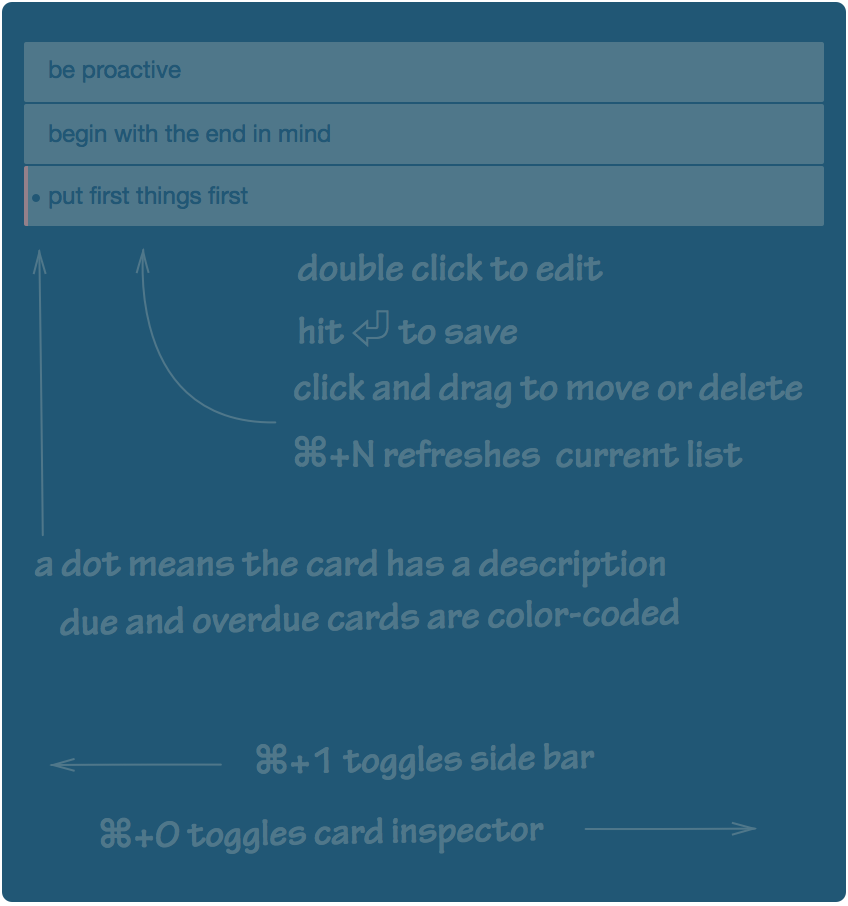 be proactive
begin with the end in mind
• put first things first
double click to edit
hit ⏎ to save
click and drag to move or delete
⌘+N refreshes current list
a dot means the card has a description
due and overdue cards are color-coded
⌘+1 toggles side bar
⌘+0 toggles card inspector